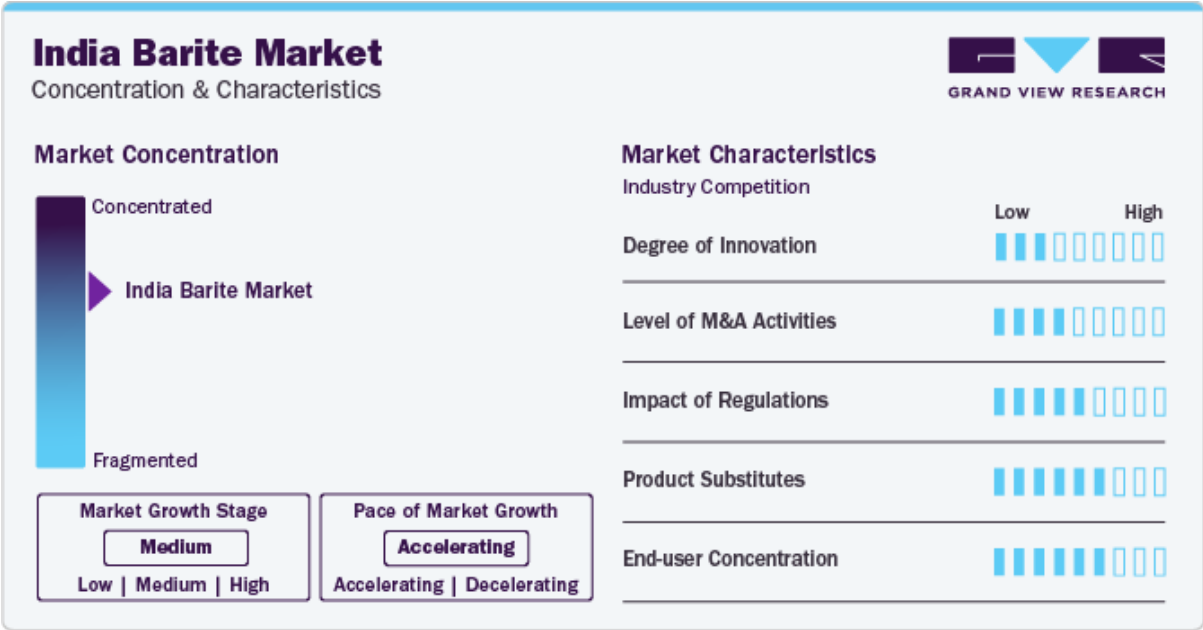 India Barite Market
Concentration & Characteristics
GRAND VIEW RESEARCH
Market Concentration
Concentrated
India Barite Market
Fragmented
Market Growth Stage
Medium
Low | Medium | High
Pace of Market Growth
Accelerating
Accelerating | Decelerating
Market Characteristics
Industry Competition
Low High
Degree of Innovation
Level of M&A Activities
Impact of Regulations
Product Substitutes
End-user Concentration